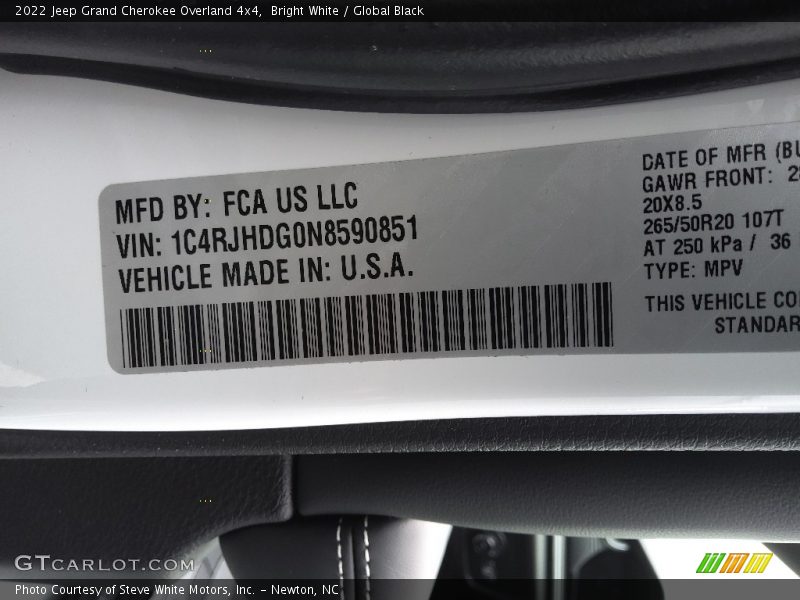 2022 Jeep Grand Cherokee Overland 4x4, Bright White / Global Black
MFD BY: FCA US LLC
VIN: 1C4RJHDG0N8590851
VEHICLE MADE IN: U.S.A.
DATE OF MFR
GAWR FRONT:
20X8.5
265/50R20 107T
AT 250 kPa / 36
TYPE: MPV
THIS VEHICLE
GTCARLOT.COM
Photo Courtesy of Steve White Motors, Inc. – Newton, NC